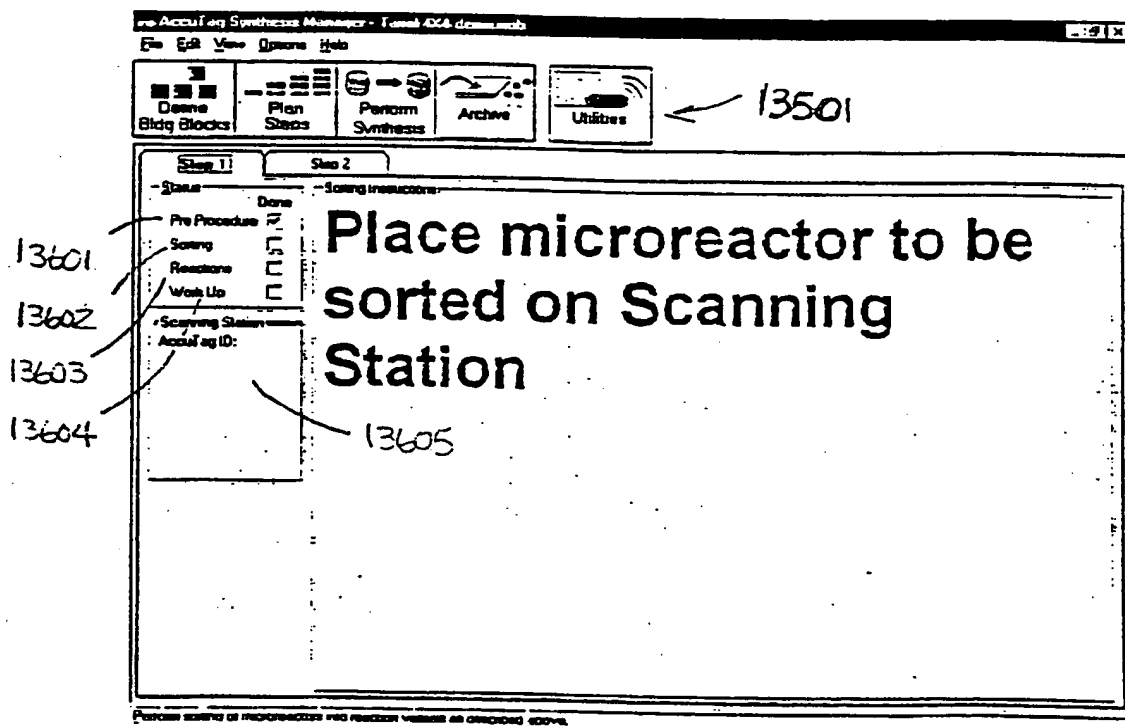 AccuTag Synthesis Manager -
File Edit View Options Help
Define Bldg Blocks
Plan Steps
Perform Synthesis
Archive
Utilities
13501
Step 1
Step 2
Status
Done
Pre Procedure
Sorting
Reactions
Work Up
Scanning Station
AccuTag ID:
Sorting Instructions
Place microreactor to be
sorted on Scanning
Station
13601
13602
13603
13604
13605
Perform sorting of microreactors into reaction vessels as described above.